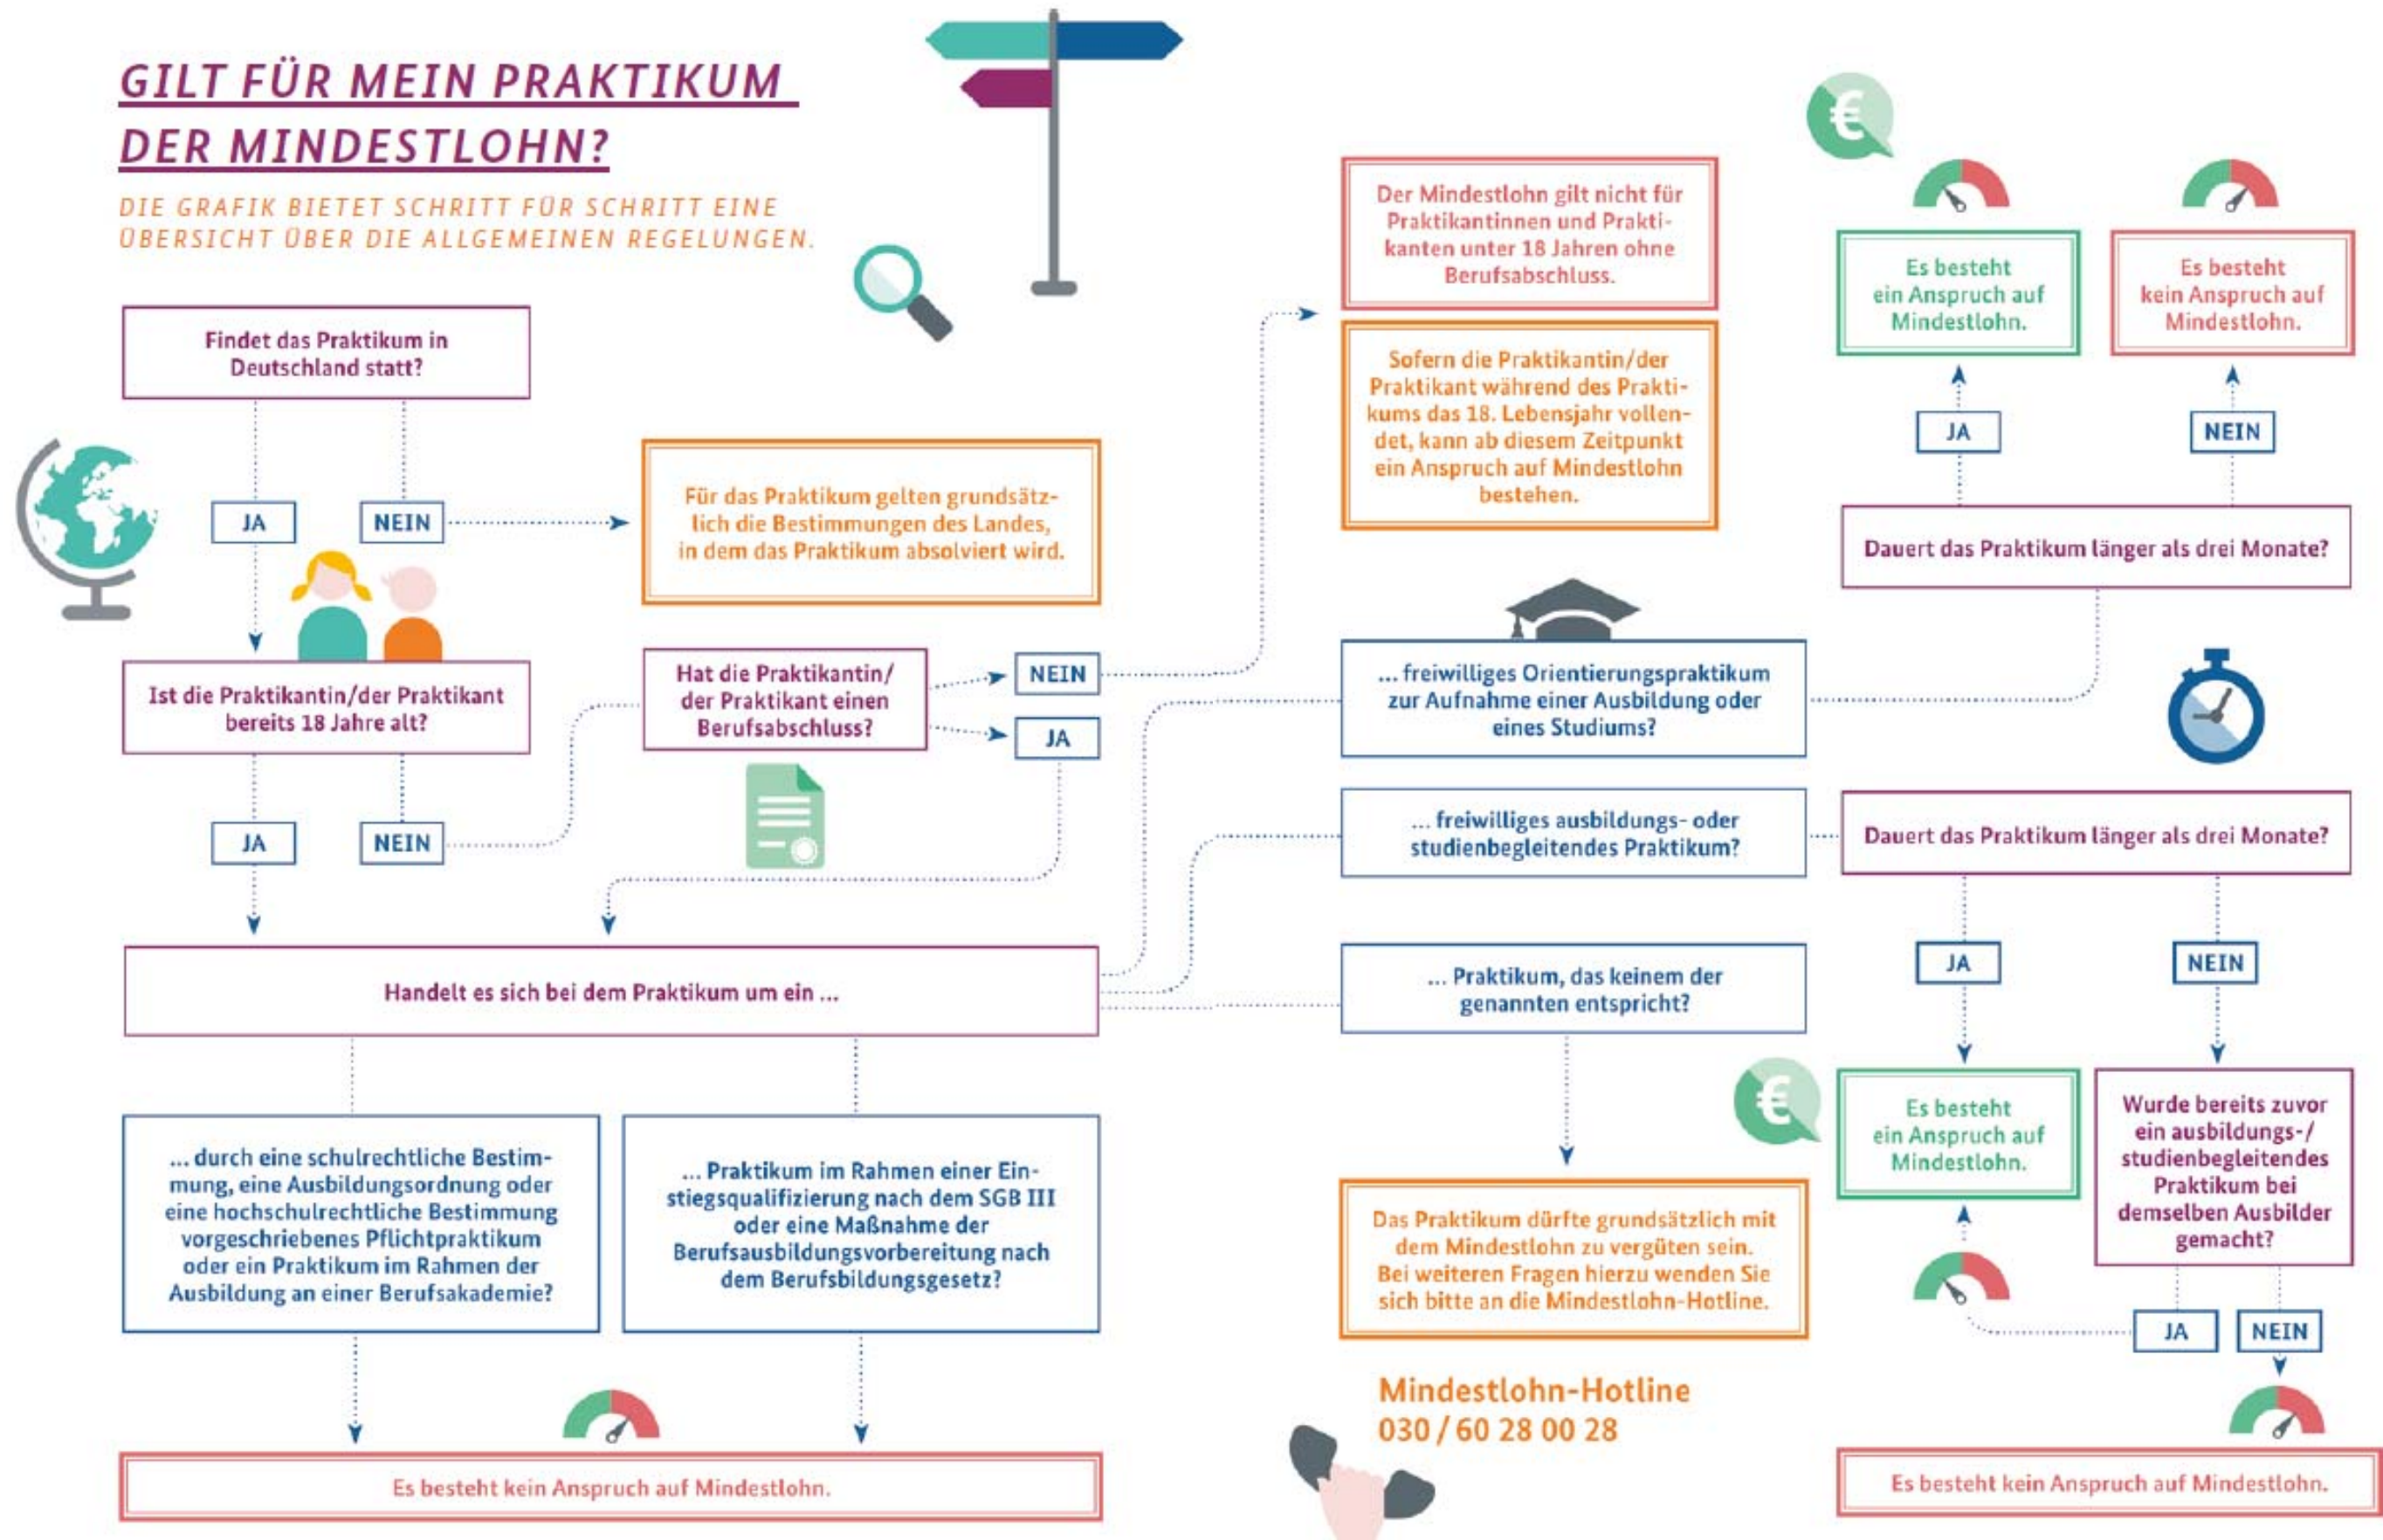 GILT FÜR MEIN PRAKTIKUM
DER MINDESTLOHN?
DIE GRAFIK BIETET SCHRITT FÜR SCHRITT EINE
ÜBERSICHT ÜBER DIE ALLGEMEINEN REGELUNGEN.
Findet das Praktikum in
Deutschland statt?
JA
NEIN
Für das Praktikum gelten grundsätz-
lich die Bestimmungen des Landes,
in dem das Praktikum absolviert wird.
Ist die Praktikantin/der Praktikant
bereits 18 Jahre alt?
JA
NEIN
Hat die Praktikantin/
der Praktikant einen
Berufsabschluss?
NEIN
JA
Der Mindestlohn gilt nicht für
Praktikantinnen und Prakti-
kanten unter 18 Jahren ohne
Berufsabschluss.
Sofern die Praktikantin/der
Praktikant während des Prakti-
kums das 18. Lebensjahr vollen-
det, kann ab diesem Zeitpunkt
ein Anspruch auf Mindestlohn
bestehen.
Handelt es sich bei dem Praktikum um ein ...
... durch eine schulrechtliche Bestim-
mung, eine Ausbildungsordnung oder
eine hochschulrechtliche Bestimmung
vorgeschriebenes Pflichtpraktikum
oder ein Praktikum im Rahmen der
Ausbildung an einer Berufsakademie?
... Praktikum im Rahmen einer Ein-
stiegsqualifizierung nach dem SGB III
oder eine Maßnahme der
Berufsausbildungsvorbereitung nach
dem Berufsbildungsgesetz?
Es besteht kein Anspruch auf Mindestlohn.
... freiwilliges Orientierungspraktikum
zur Aufnahme einer Ausbildung oder
eines Studiums?
€
Es besteht
ein Anspruch auf
Mindestlohn.
Es besteht
kein Anspruch auf
Mindestlohn.
JA
NEIN
Dauert das Praktikum länger als drei Monate?
... freiwilliges ausbildungs- oder
studienbegleitendes Praktikum?
Dauert das Praktikum länger als drei Monate?
JA
NEIN
€
Es besteht
ein Anspruch auf
Mindestlohn.
Wurde bereits zuvor
ein ausbildungs-/
studienbegleitendes
Praktikum bei
demselben Ausbilder
gemacht?
JA
NEIN
Es besteht kein Anspruch auf Mindestlohn.
... Praktikum, das keinem der
genannten entspricht?
Das Praktikum dürfte grundsätzlich mit
dem Mindestlohn zu vergüten sein.
Bei weiteren Fragen hierzu wenden Sie
sich bitte an die Mindestlohn-Hotline.
Mindestlohn-Hotline
030 / 60 28 00 28